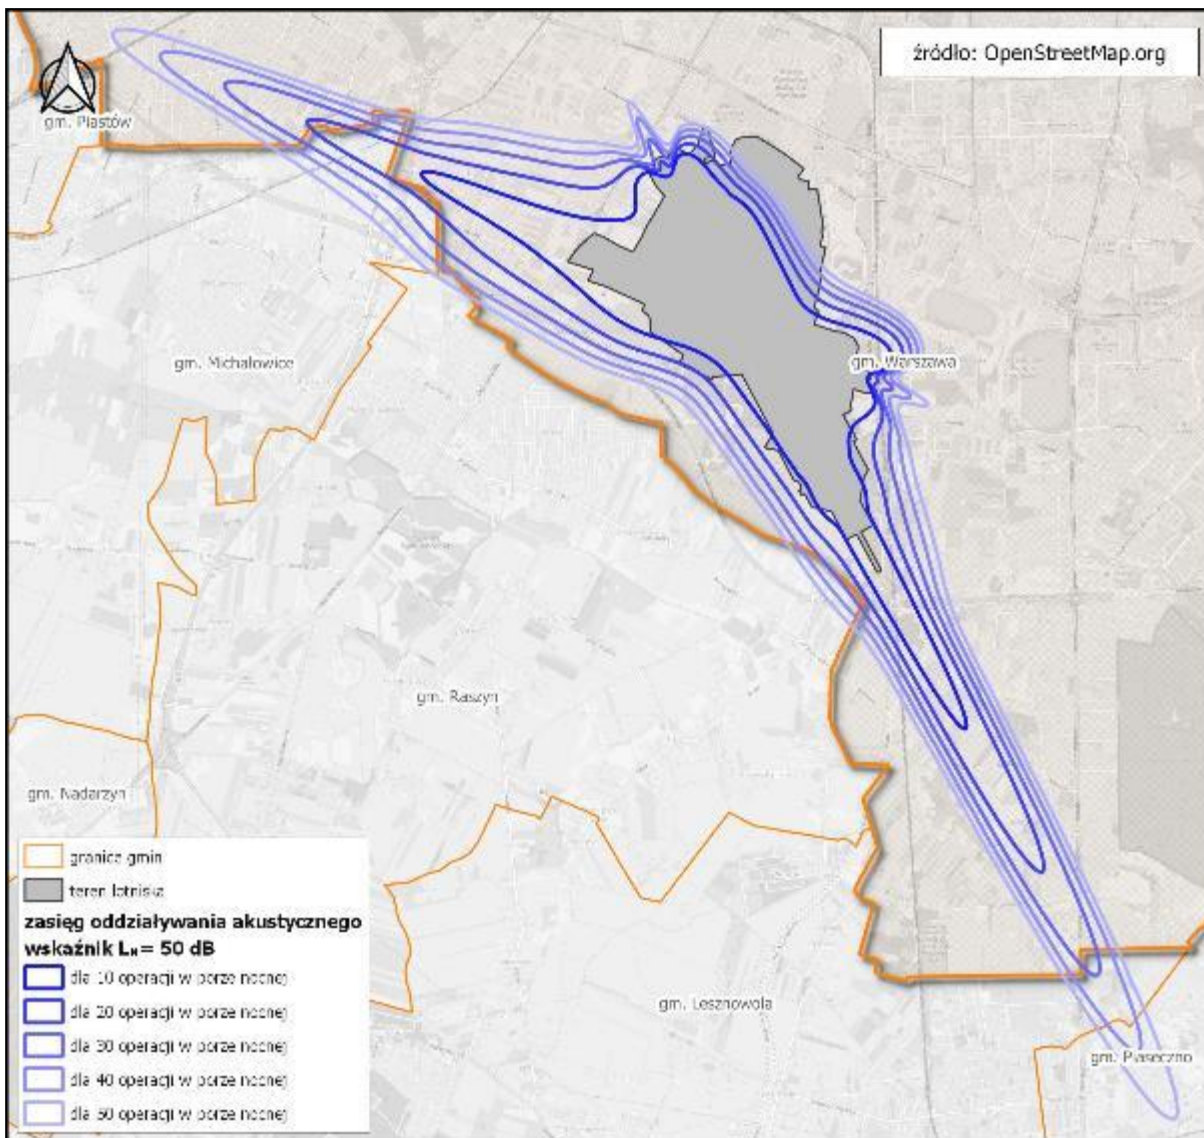 źródło: OpenStreetMap.org
gm. Piastów
gm. Michałowice
gm. Warszawa
gm. Raszyn
gm. Nadarzyn
gm. Lesznowola
gm. Piaseczno
granice gmin
teren lotniska
zasięg oddziaływania akustycznego
wskaźnik Lₙ= 50 dB
dla 10 operacji w porze nocnej
dla 20 operacji w porze nocnej
dla 30 operacji w porze nocnej
dla 40 operacji w porze nocnej
dla 50 operacji w porze nocnej